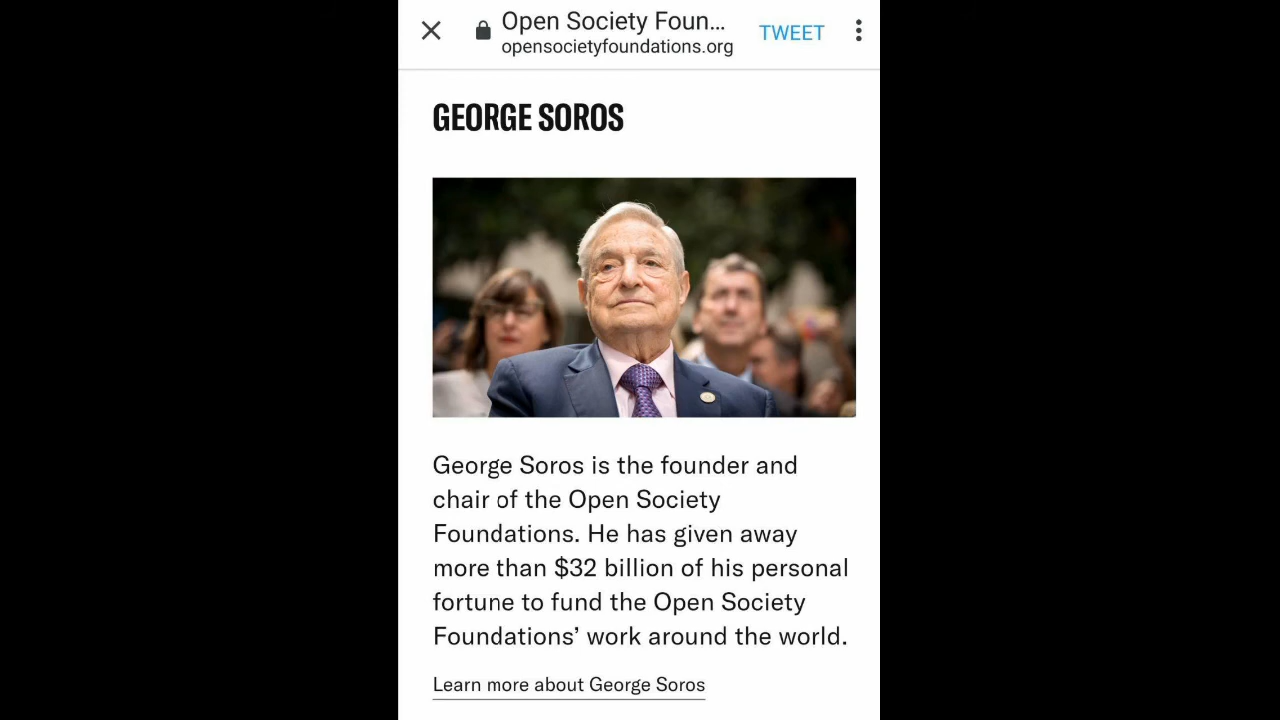 Open Society Foun...
opensocietyfoundations.org
TWEET
GEORGE SOROS
George Soros is the founder and
chair of the Open Society
Foundations. He has given away
more than $32 billion of his personal
fortune to fund the Open Society
Foundations’ work around the world.
Learn more about George Soros